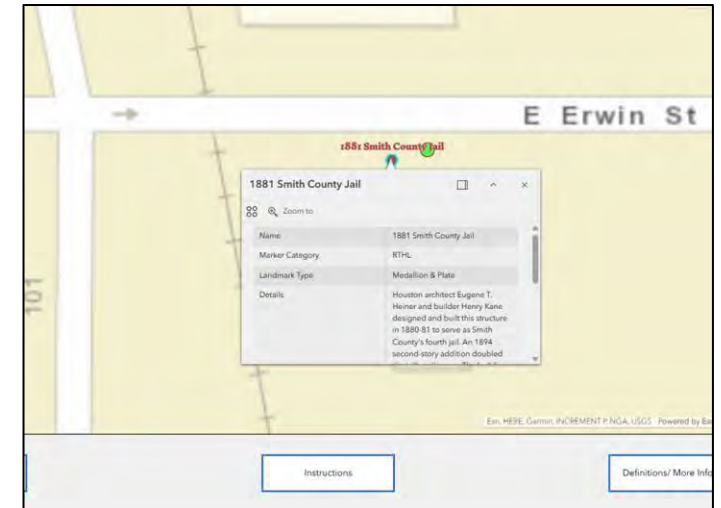 E Erwin St
1881 Smith County Jail
1881 Smith County Jail
Zoom to
Name 1881 Smith County Jail
Marker Category RTHL
Landmark Type Medallion & Plate
Details Houston architect Eugene T.
Heiner and builder Henry Kane
designed and built this structure
in 1880-81 to serve as Smith
County's fourth jail. An 1894
second-story addition doubled
101
Esri, HERE, Garmin, INCREMENT P, NGA, USGS Powered by
Instructions
Definitions/ More Info